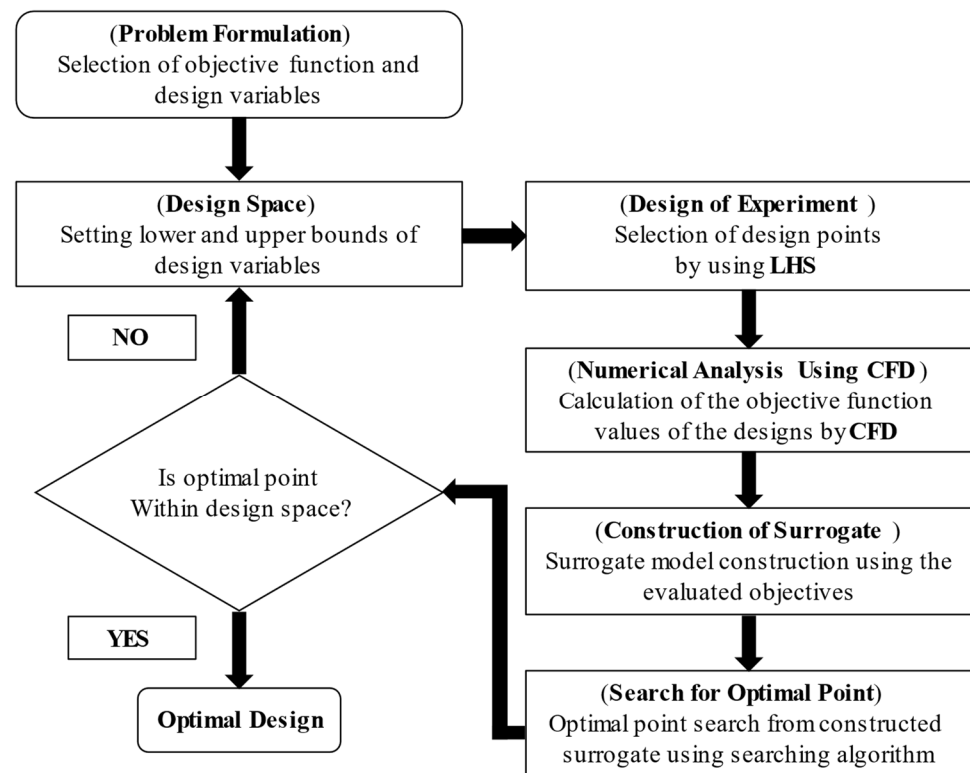 (Problem Formulation)
Selection of objective function and
design variables
(Design Space)
Setting lower and upper bounds of
design variables
(Design of Experiment )
Selection of design points
by using LHS
NO
(Numerical Analysis Using CFD)
Calculation of the objective function
values of the designs by CFD
Is optimal point
Within design space?
(Construction of Surrogate )
Surrogate model construction using the
evaluated objectives
YES
(Search for Optimal Point)
Optimal point search from constructed
surrogate using searching algorithm
Optimal Design